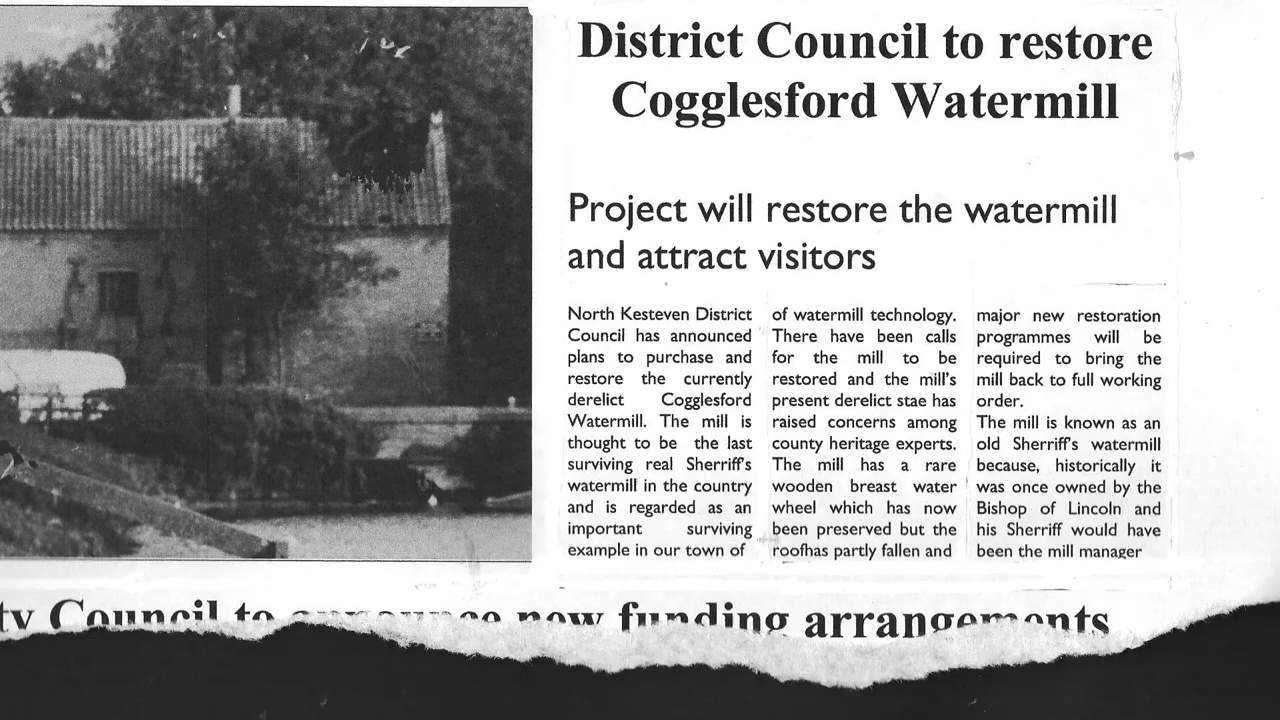 District Council to restore
Cogglesford Watermill
Project will restore the watermill
and attract visitors
North Kesteven District
Council has announced
plans to purchase and
restore the currently
derelict Cogglesford
Watermill. The mill is
thought to be the last
surviving real Sherriff's
watermill in the country
and is regarded as an
important surviving
example in our town of
of watermill technology.
There have been calls
for the mill to be
restored and the mill's
present derelict stae has
raised concerns among
county heritage experts.
The mill has a rare
wooden breast water
wheel which has now
been preserved but the
roofhas partly fallen and
major new restoration
programmes will be
required to bring the
mill back to full working
order.
The mill is known as an
old Sherriff's watermill
because, historically it
was once owned by the
Bishop of Lincoln and
his Sherriff would have
been the mill manager
ty Council to announce new funding arrangements